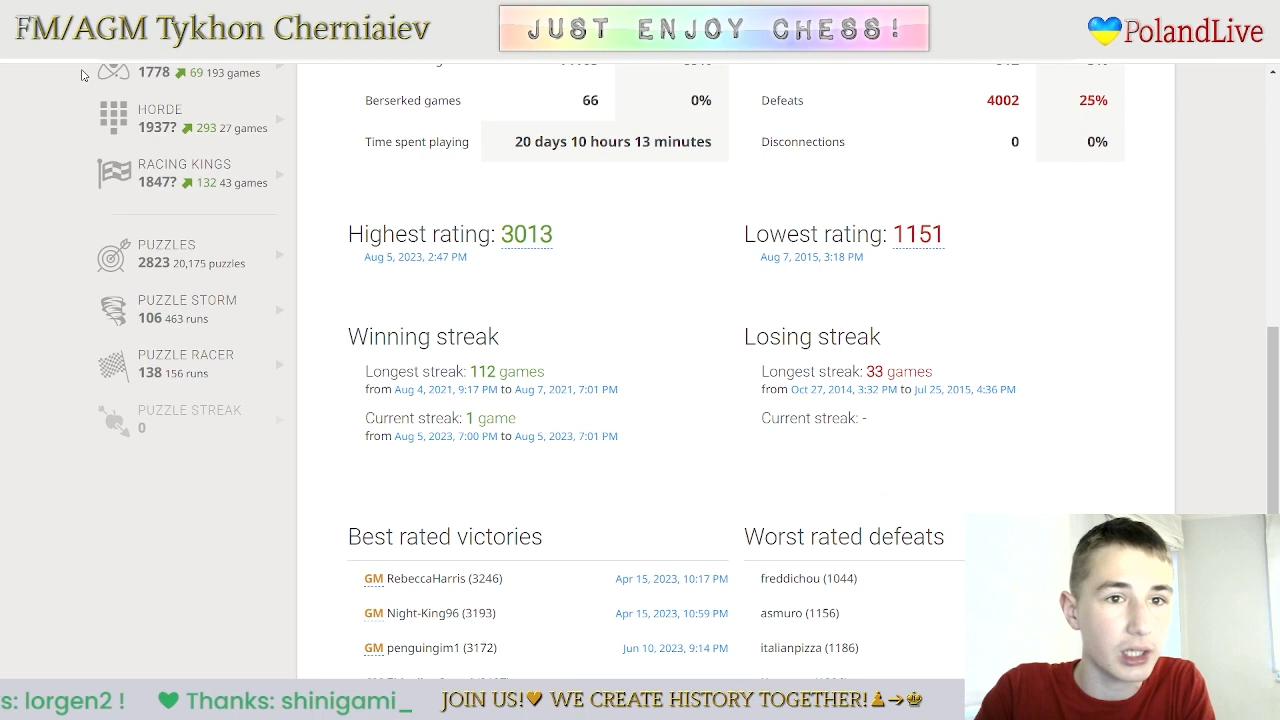 FM/AGM Tykhon Cherniaiev
JUST ENJOY CHESS!
PolandLive
1778 69 193 games
HORDE
1937? 293 27 games
RACING KINGS
1847? 132 43 games
PUZZLES
2823 20,175 puzzles
PUZZLE STORM
106 463 runs
PUZZLE RACER
138 156 runs
PUZZLE STREAK
0
Berserked games 66 0%
Time spent playing 20 days 10 hours 13 minutes
Defeats 4002 25%
Disconnections 0 0%
Highest rating: 3013
Aug 5, 2023, 2:47 PM
Lowest rating: 1151
Aug 7, 2015, 3:18 PM
Winning streak
Longest streak: 112 games
from Aug 4, 2021, 9:17 PM to Aug 7, 2021, 7:01 PM
Current streak: 1 game
from Aug 5, 2023, 7:00 PM to Aug 5, 2023, 7:01 PM
Losing streak
Longest streak: 33 games
from Oct 27, 2014, 3:32 PM to Jul 25, 2015, 4:36 PM
Current streak: -
Best rated victories
GM RebeccaHarris (3246) Apr 15, 2023, 10:17 PM
GM Night-King96 (3193) Apr 15, 2023, 10:59 PM
GM penguingim1 (3172) Jun 10, 2023, 9:14 PM
Worst rated defeats
freddichou (1044)
asmuro (1156)
italianpizza (1186)
s: lorgen2 ! Thanks: shinigami_
JOIN US! WE CREATE HISTORY TOGETHER!